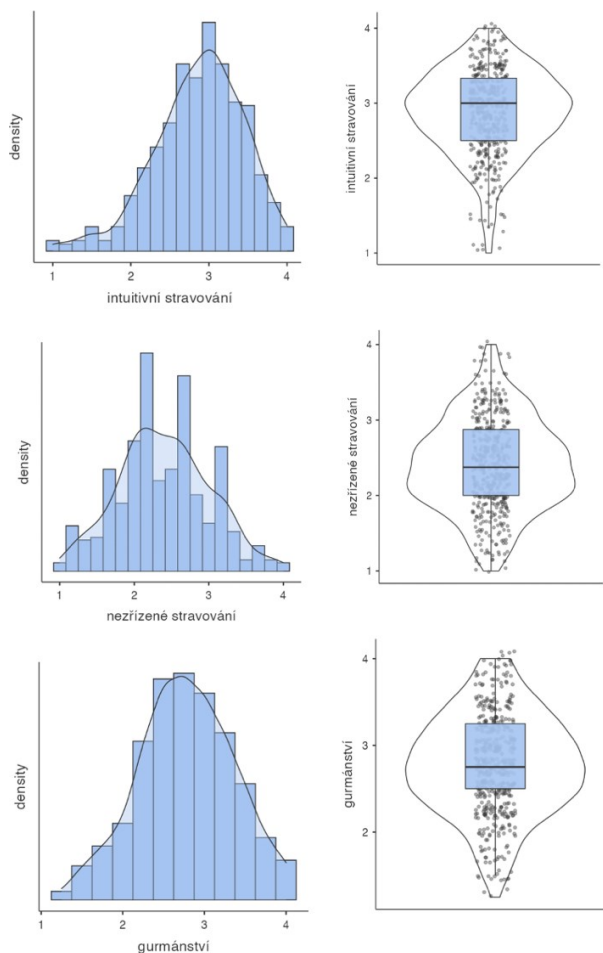 density
1 2 3 4
intuitivní stravování
intuitivní stravování
4
3
2
1
density
1 2 3 4
nezřízené stravování
nezřízené stravování
4
3
2
1
density
1 2 3 4
gurmánství
gurmánství
4
3
2